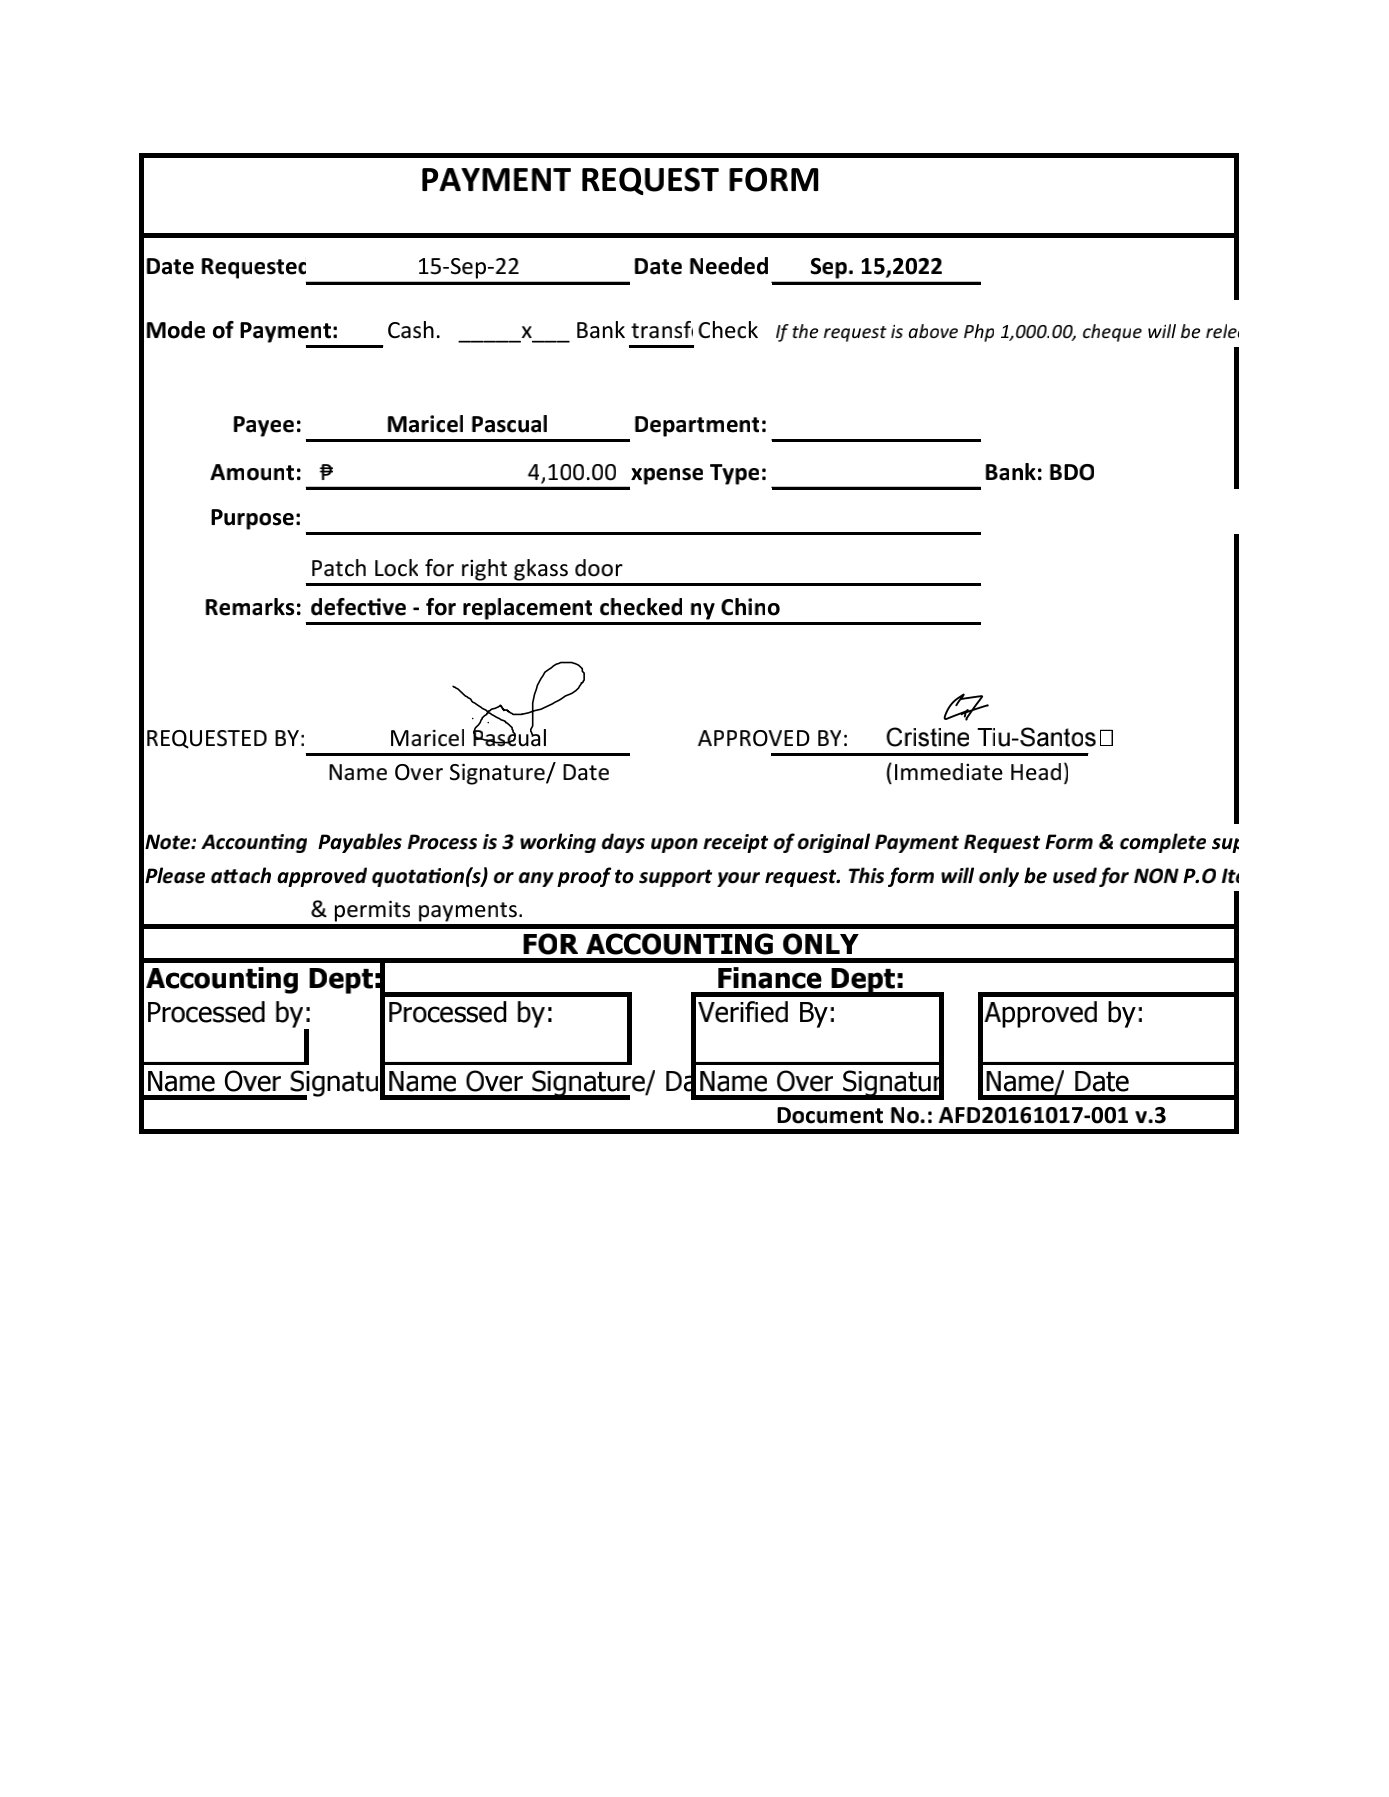 PAYMENT REQUEST FORM
Date Requested 15-Sep-22 Date Needed Sep. 15,2022
Mode of Payment: Cash. _____x___ Bank transf Check If the request is above Php 1,000.00, cheque will be rele
Payee: Maricel Pascual Department:
Amount: ₱ 4,100.00 xpense Type: Bank: BDO
Purpose:
Patch Lock for right gkass door
Remarks: defective - for replacement checked ny Chino
REQUESTED BY: Maricel Pascual APPROVED BY: Cristine Tiu-Santos
Name Over Signature/ Date (Immediate Head)
Note: Accounting Payables Process is 3 working days upon receipt of original Payment Request Form & complete sup
Please attach approved quotation(s) or any proof to support your request. This form will only be used for NON P.O Ite
& permits payments.
FOR ACCOUNTING ONLY
Accounting Dept: Finance Dept:
Processed by: Processed by: Verified By: Approved by:
Name Over Signatu Name Over Signature/ Da Name Over Signatur Name/ Date
Document No.: AFD20161017-001 v.3